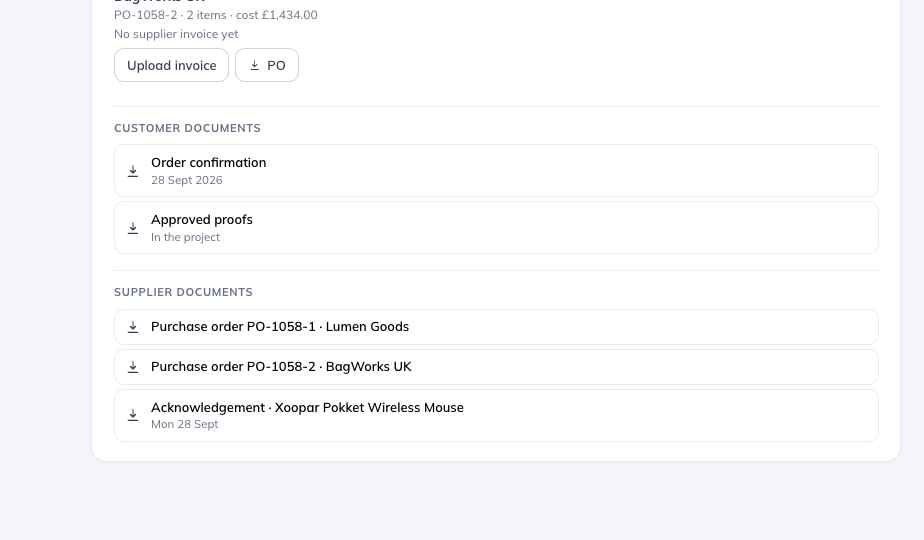 PO-1058-2 · 2 items · cost £1,434.00
No supplier invoice yet
Upload invoice
PO
CUSTOMER DOCUMENTS
Order confirmation
28 Sept 2026
Approved proofs
In the project
SUPPLIER DOCUMENTS
Purchase order PO-1058-1 · Lumen Goods
Purchase order PO-1058-2 · BagWorks UK
Acknowledgement · Xoopar Pokket Wireless Mouse
Mon 28 Sept